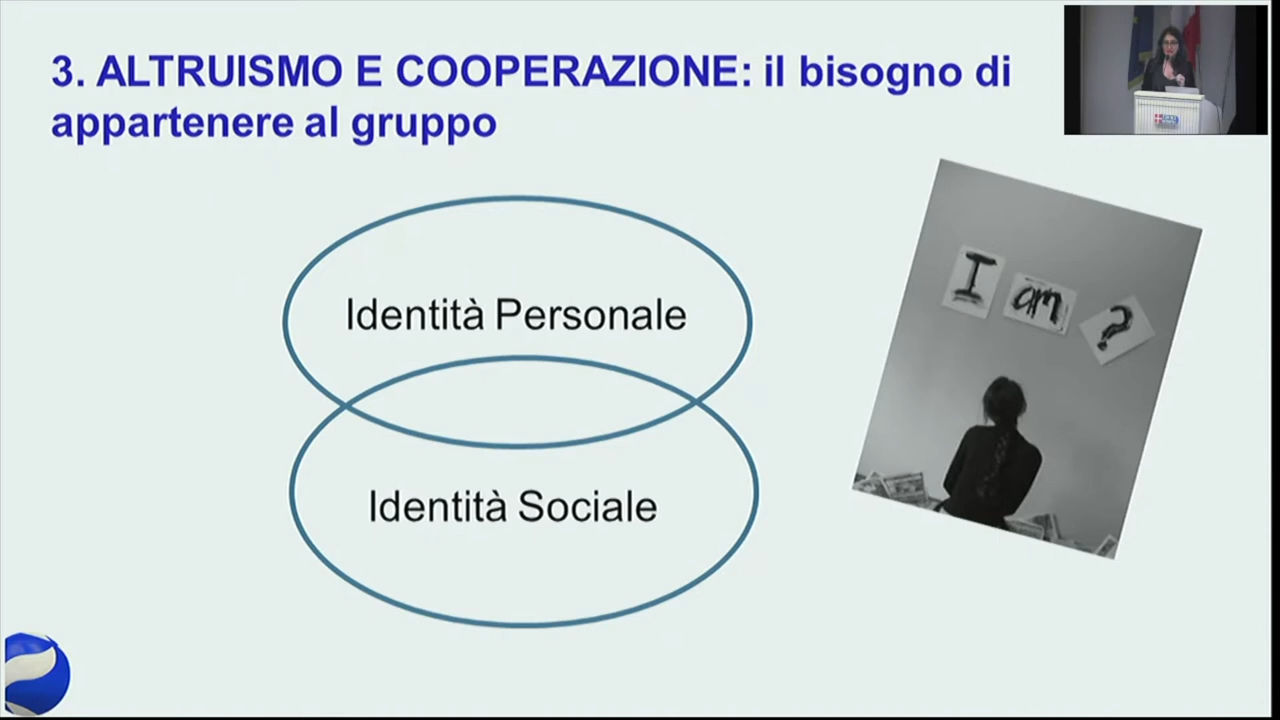 3. ALTRUISMO E COOPERAZIONE: il bisogno di
appartenere al gruppo
Identità Personale
Identità Sociale
I am ?